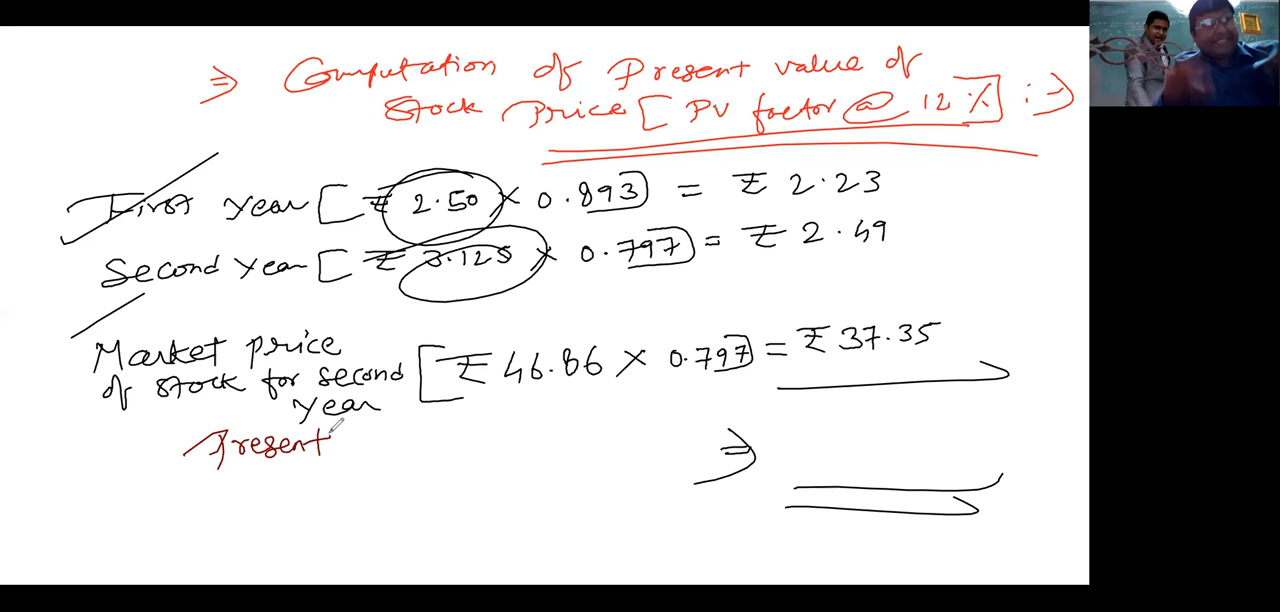 ⇒ Computation of Present value of
Stock Price [PV factor @ 12%] :⇒
First year [₹ 2.50 × 0.893] = ₹ 2.23
Second year [₹ 3.125 × 0.797] = ₹ 2.49
Market price
of stock for second
year [₹ 46.86 × 0.797] = ₹ 37.35
Present
⇒